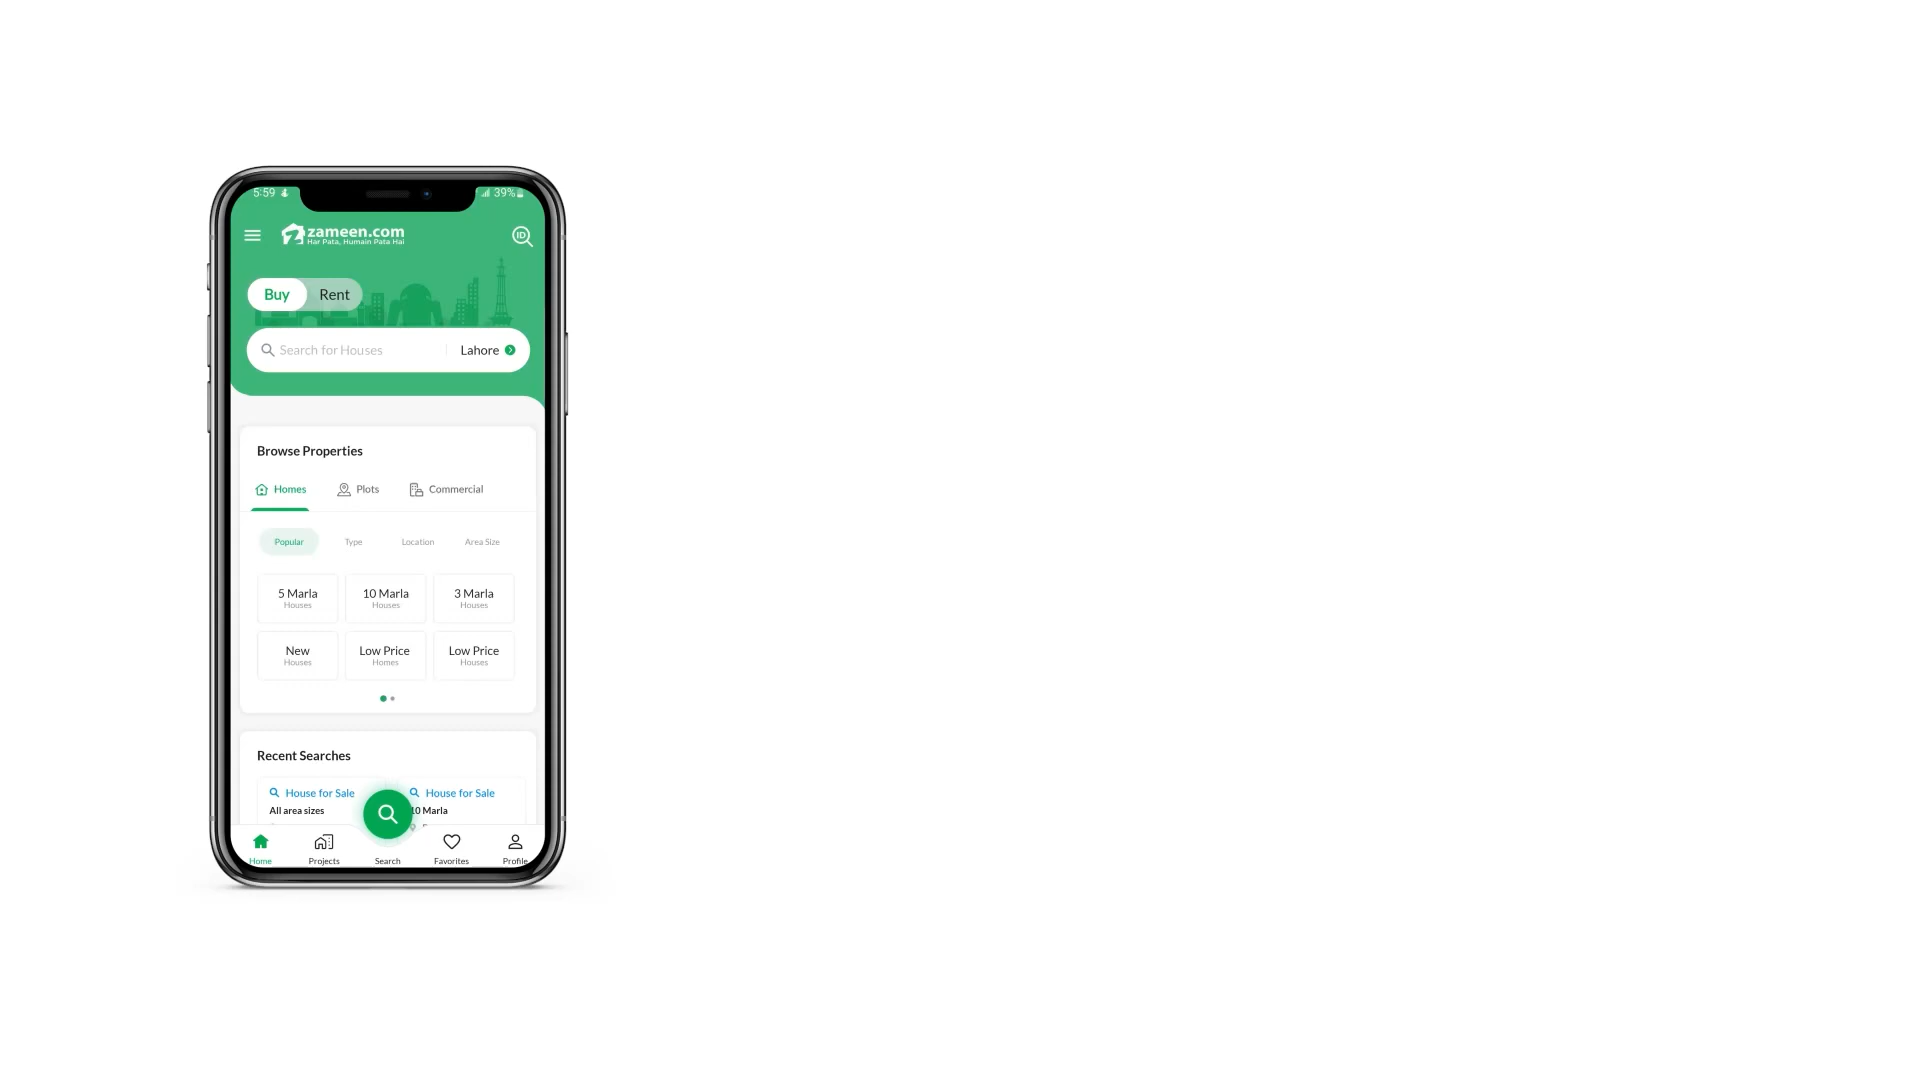 5:59
39%
zameen.com
Har Pata, Humain Pata Hai
ID
Buy Rent
Search for Houses Lahore
Browse Properties
Homes Plots Commercial
Popular Type Location Area Size
5 Marla 10 Marla 3 Marla
Houses Houses Houses
New Low Price Low Price
Houses Homes Houses
Recent Searches
House for Sale House for Sale
All area sizes 10 Marla
Home Projects Search Favorites Profile